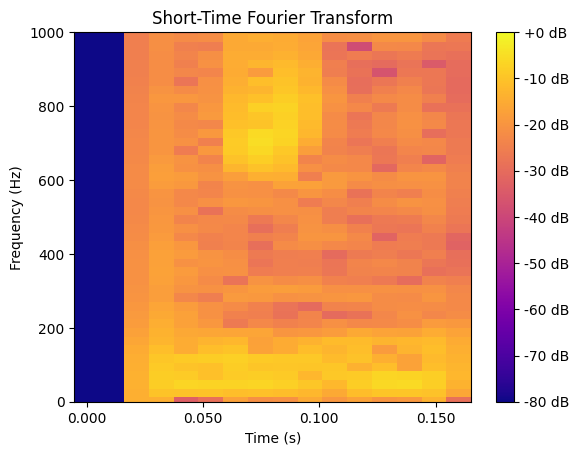 Short-Time Fourier Transform
1000
800
600
400
200
0
Frequency (Hz)
0.000
0.050
0.100
0.150
Time (s)
+0 dB
-10 dB
-20 dB
-30 dB
-40 dB
-50 dB
-60 dB
-70 dB
-80 dB